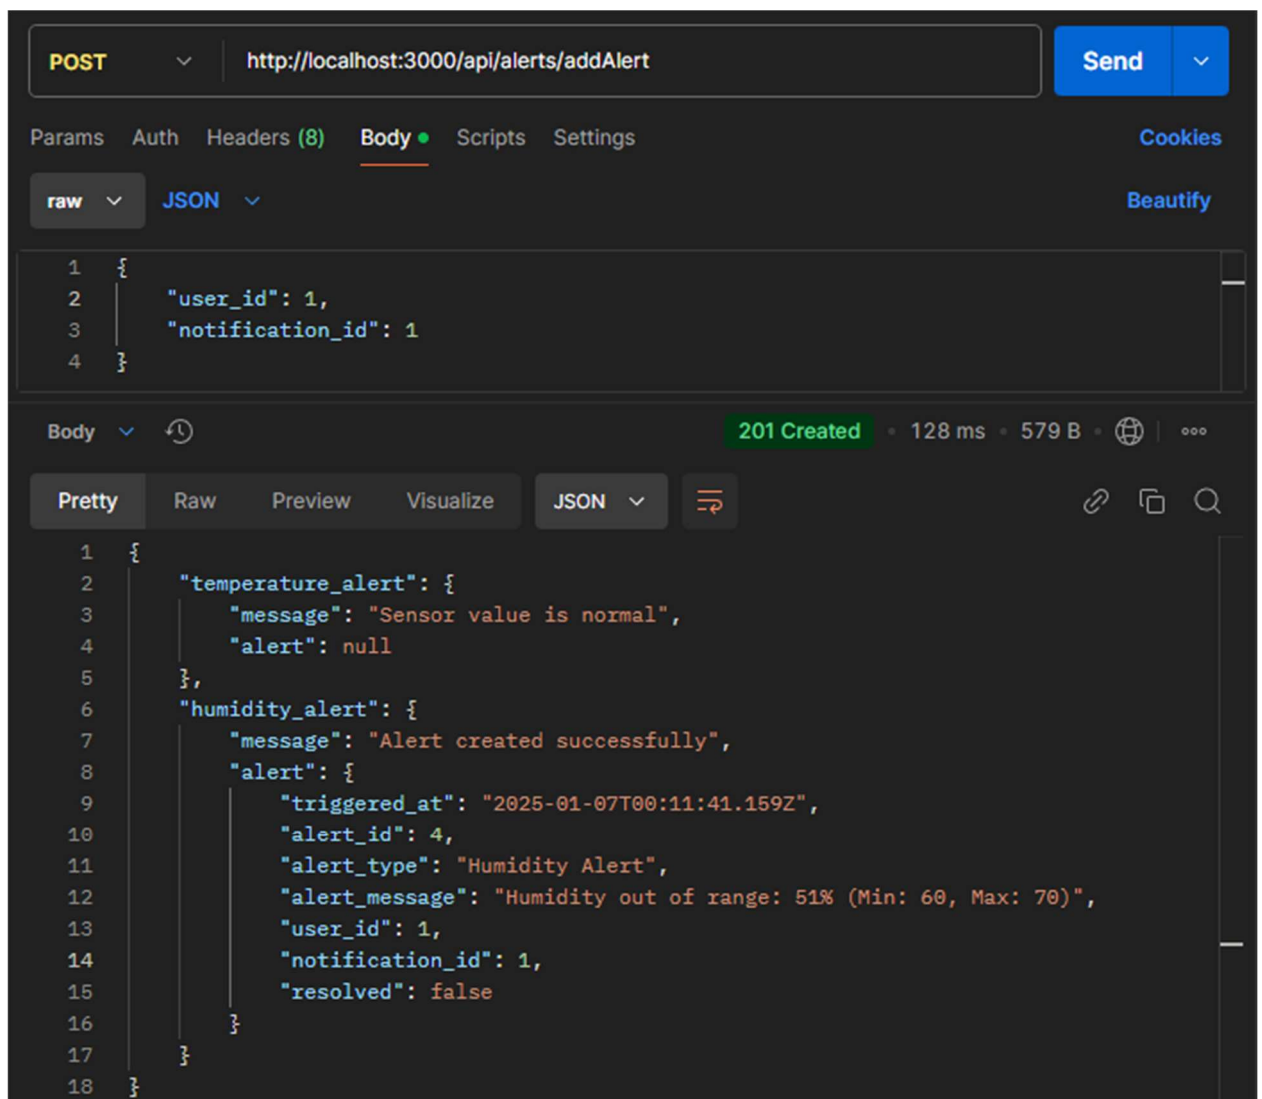 POST http://localhost:3000/api/alerts/addAlert Send
Params Auth Headers (8) Body Scripts Settings Cookies
raw JSON Beautify
1 {
2 "user_id": 1,
3 "notification_id": 1
4 }
Body 201 Created 128 ms 579 B
Pretty Raw Preview Visualize JSON
1 {
2 "temperature_alert": {
3 "message": "Sensor value is normal",
4 "alert": null
5 },
6 "humidity_alert": {
7 "message": "Alert created successfully",
8 "alert": {
9 "triggered_at": "2025-01-07T00:11:41.159Z",
10 "alert_id": 4,
11 "alert_type": "Humidity Alert",
12 "alert_message": "Humidity out of range: 51% (Min: 60, Max: 70)",
13 "user_id": 1,
14 "notification_id": 1,
15 "resolved": false
16 }
17 }
18 }